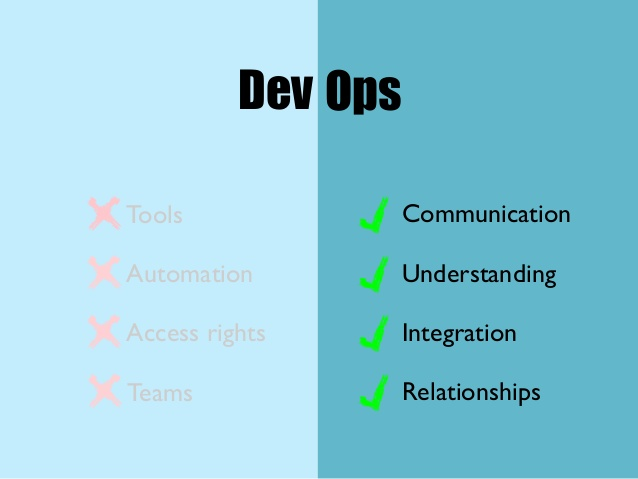 Dev Ops
Tools
Automation
Access rights
Teams
Communication
Understanding
Integration
Relationships